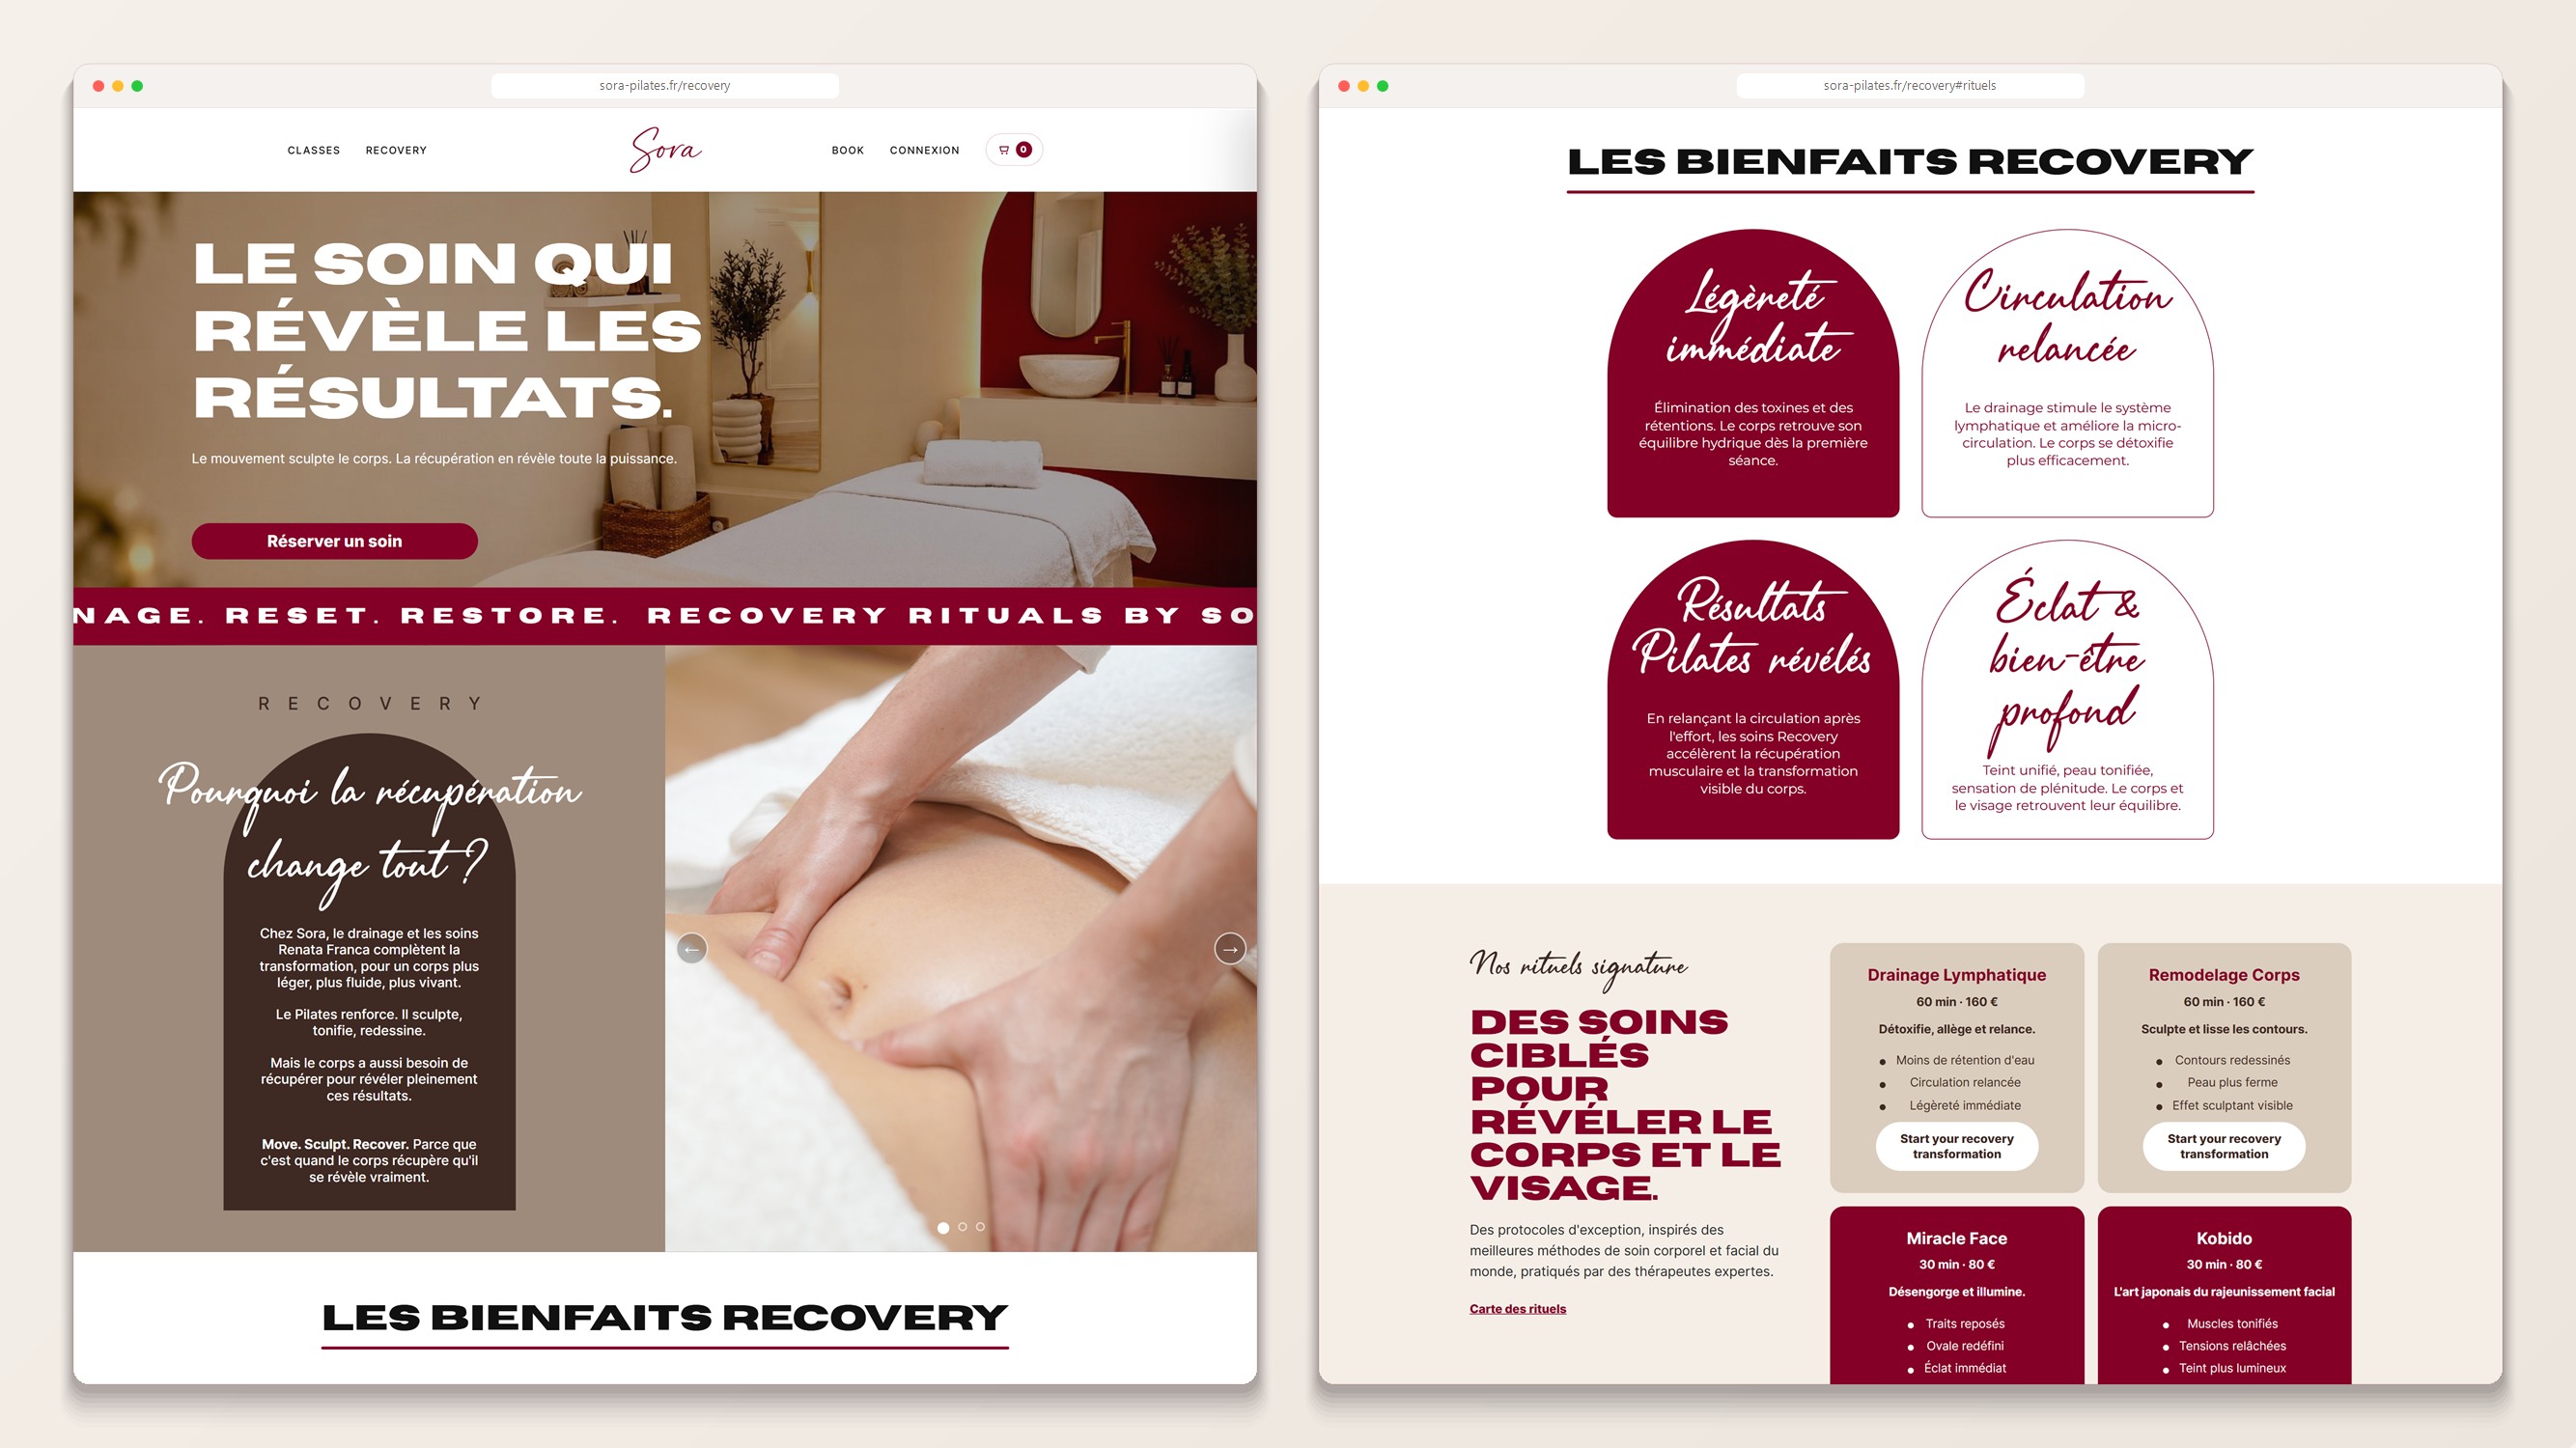 sora-pilates.fr/recovery
CLASSES RECOVERY Sora BOOK CONNEXION 0
LE SOIN QUI
RÉVÈLE LES
RÉSULTATS.
Le mouvement sculpte le corps. La récupération en révèle toute la puissance.
Réserver un soin
NAGE. RESET. RESTORE. RECOVERY RITUALS BY SO
RECOVERY
Pourquoi la récupération
change tout ?
Chez Sora, le drainage et les soins
Renata Franca complètent la
transformation, pour un corps plus
léger, plus fluide, plus vivant.
Le Pilates renforce. Il sculpte,
tonifie, redessine.
Mais le corps a aussi besoin de
récupérer pour révéler pleinement
ces résultats.
Move. Sculpt. Recover. Parce que
c'est quand le corps récupère qu'il
se révèle vraiment.
← →
LES BIENFAITS RECOVERY
sora-pilates.fr/recovery#rituels
LES BIENFAITS RECOVERY
Légèreté
immédiate
Élimination des toxines et des
rétentions. Le corps retrouve son
équilibre hydrique dès la première
séance.
Circulation
relancée
Le drainage stimule le système
lymphatique et améliore la micro-
circulation. Le corps se détoxifie
plus efficacement.
Résultats
Pilates révélés
En relançant la circulation après
l'effort, les soins Recovery
accélèrent la récupération
musculaire et la transformation
visible du corps.
Éclat &
bien-être
profond
Teint unifié, peau tonifiée,
sensation de plénitude. Le corps et
le visage retrouvent leur équilibre.
Nos rituels signature
DES SOINS
CIBLÉS
POUR
RÉVÉLER LE
CORPS ET LE
VISAGE.
Des protocoles d'exception, inspirés des
meilleures méthodes de soin corporel et facial du
monde, pratiqués par des thérapeutes expertes.
Carte des rituels
Drainage Lymphatique
60 min · 160 €
Détoxifie, allège et relance.
• Moins de rétention d'eau
• Circulation relancée
• Légèreté immédiate
Start your recovery
transformation
Remodelage Corps
60 min · 160 €
Sculpte et lisse les contours.
• Contours redessinés
• Peau plus ferme
• Effet sculptant visible
Start your recovery
transformation
Miracle Face
30 min · 80 €
Désengorge et illumine.
• Traits reposés
• Ovale redéfini
• Éclat immédiat
Kobido
30 min · 80 €
L'art japonais du rajeunissement facial
• Muscles tonifiés
• Tensions relâchées
• Teint plus lumineux